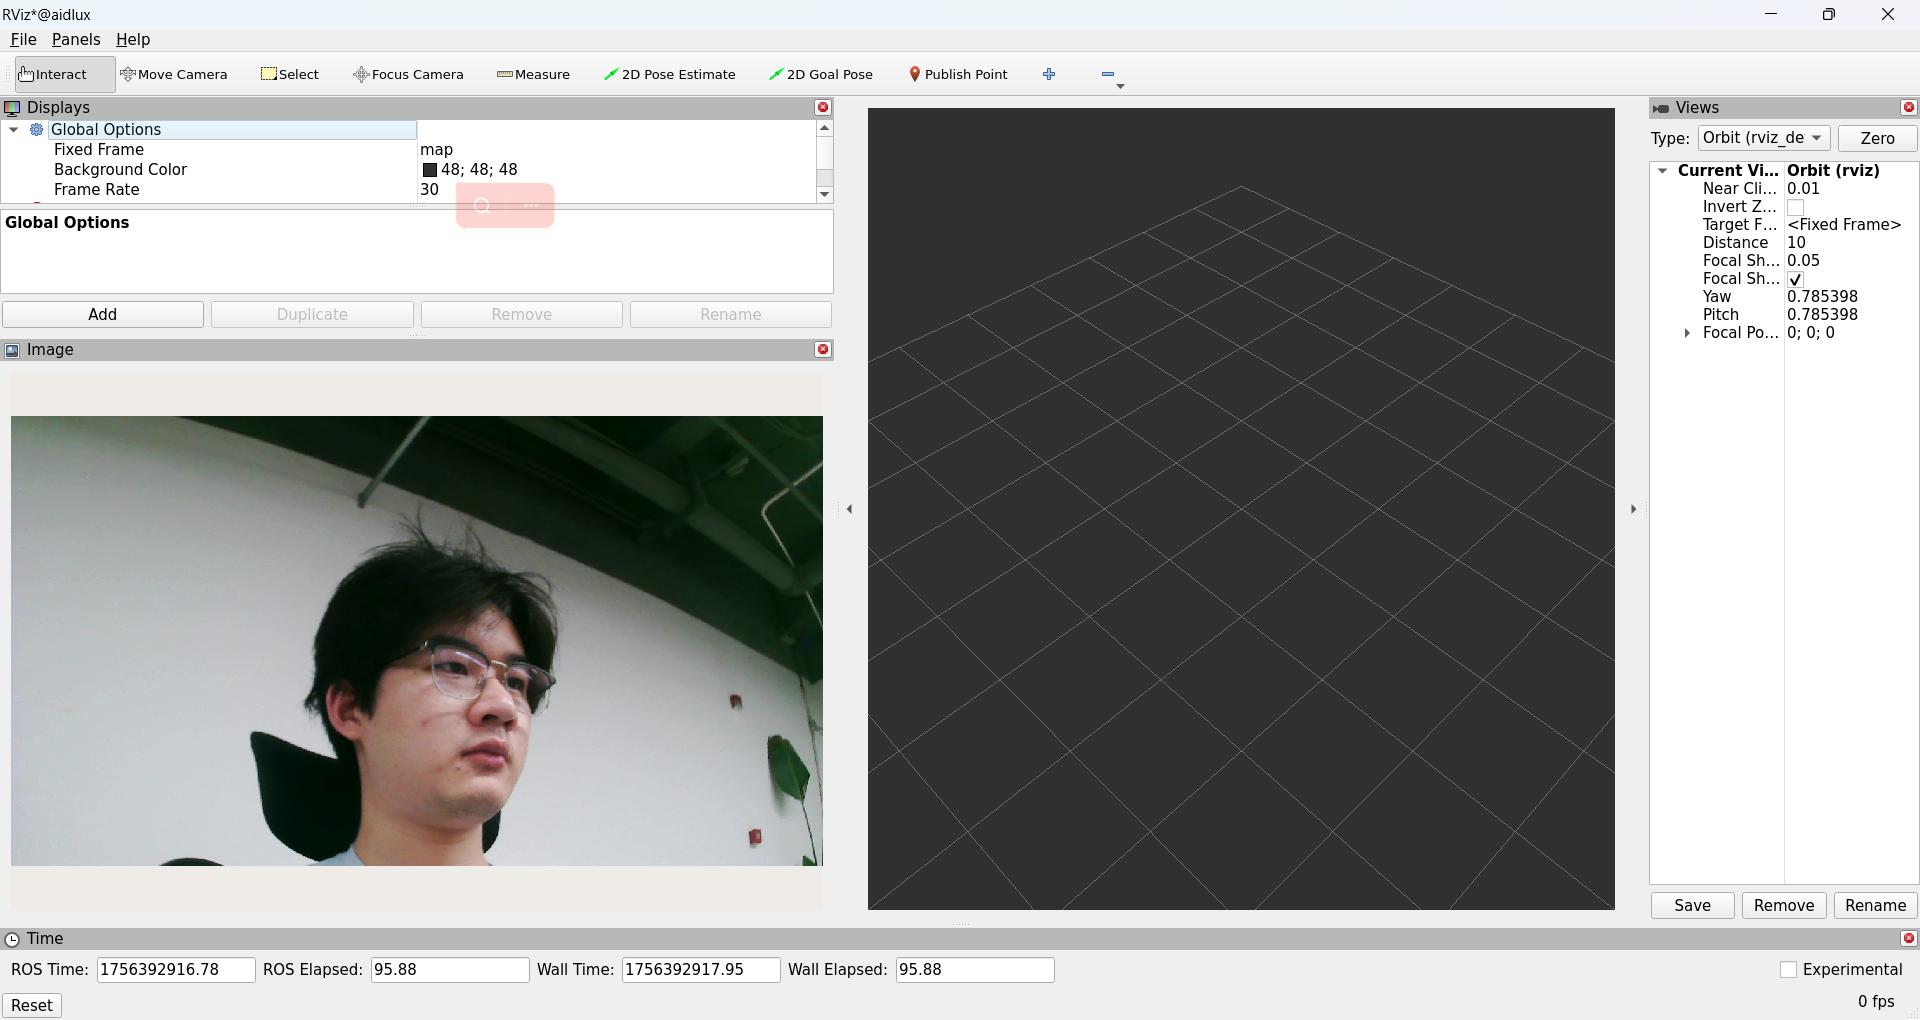 RViz*@aidlux
File Panels Help
Interact Move Camera Select Focus Camera Measure 2D Pose Estimate 2D Goal Pose Publish Point
Displays
Global Options
Fixed Frame map
Background Color 48; 48; 48
Frame Rate 30
Global Options
Add Duplicate Remove Rename
Image
Views
Type: Orbit (rviz_de Zero
Current Vi... Orbit (rviz)
Near Cli... 0.01
Invert Z...
Target F... <Fixed Frame>
Distance 10
Focal Sh... 0.05
Focal Sh...
Yaw 0.785398
Pitch 0.785398
Focal Po... 0; 0; 0
Save Remove Rename
Time
ROS Time: 1756392916.78 ROS Elapsed: 95.88 Wall Time: 1756392917.95 Wall Elapsed: 95.88 Experimental
Reset 0 fps